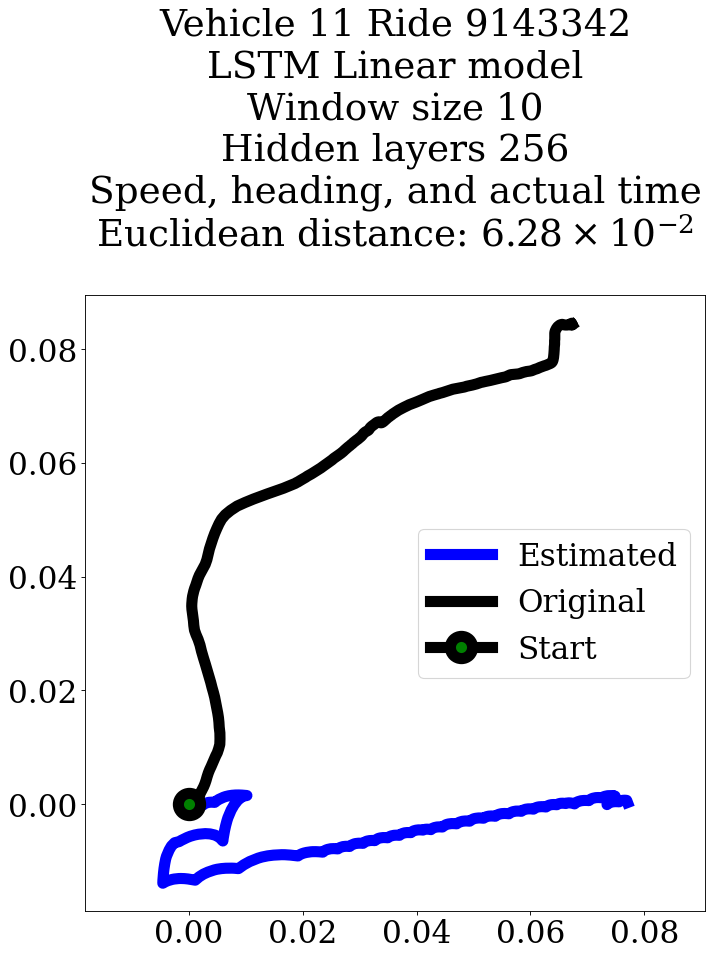 Vehicle 11 Ride 9143342
LSTM Linear model
Window size 10
Hidden layers 256
Speed, heading, and actual time
Euclidean distance: 6.28 × 10⁻²
0.08
0.06
0.04
0.02
0.00
Estimated
Original
Start
0.00 0.02 0.04 0.06 0.08